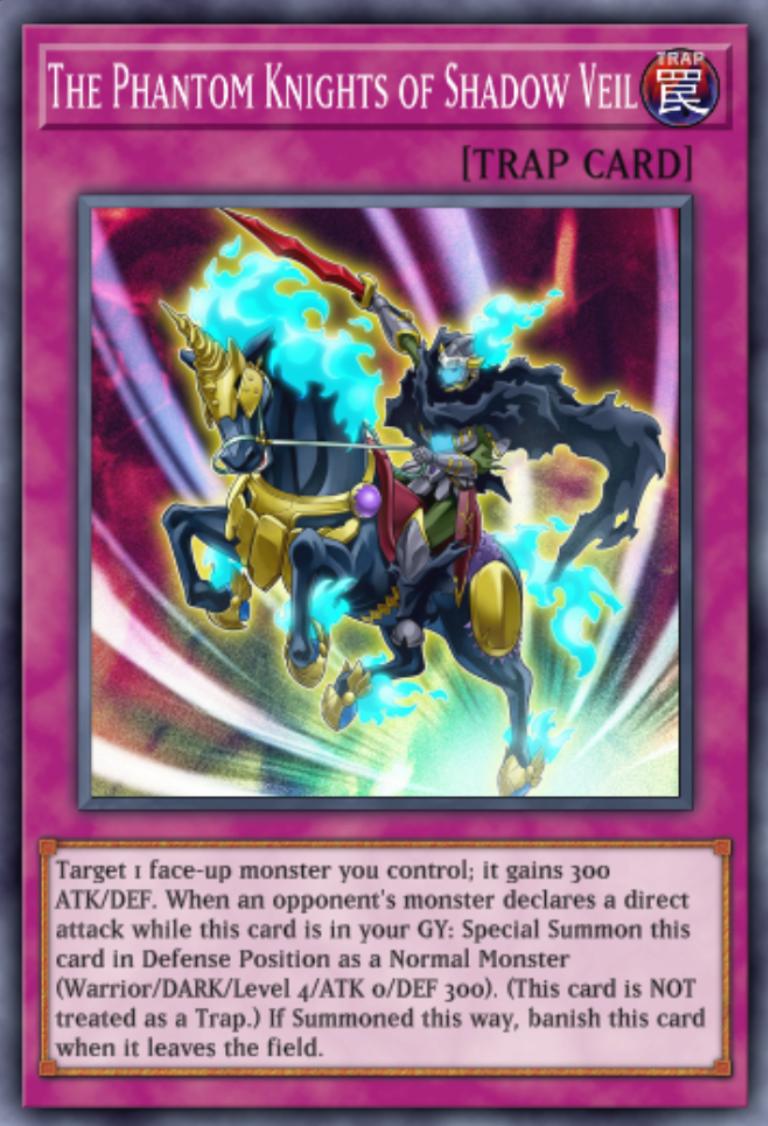 THE PHANTOM KNIGHTS OF SHADOW VEIL
TRAP
罠
[TRAP CARD]
Target 1 face-up monster you control; it gains 300
ATK/DEF. When an opponent's monster declares a direct
attack while this card is in your GY: Special Summon this
card in Defense Position as a Normal Monster
(Warrior/DARK/Level 4/ATK 0/DEF 300). (This card is NOT
treated as a Trap.) If Summoned this way, banish this card
when it leaves the field.